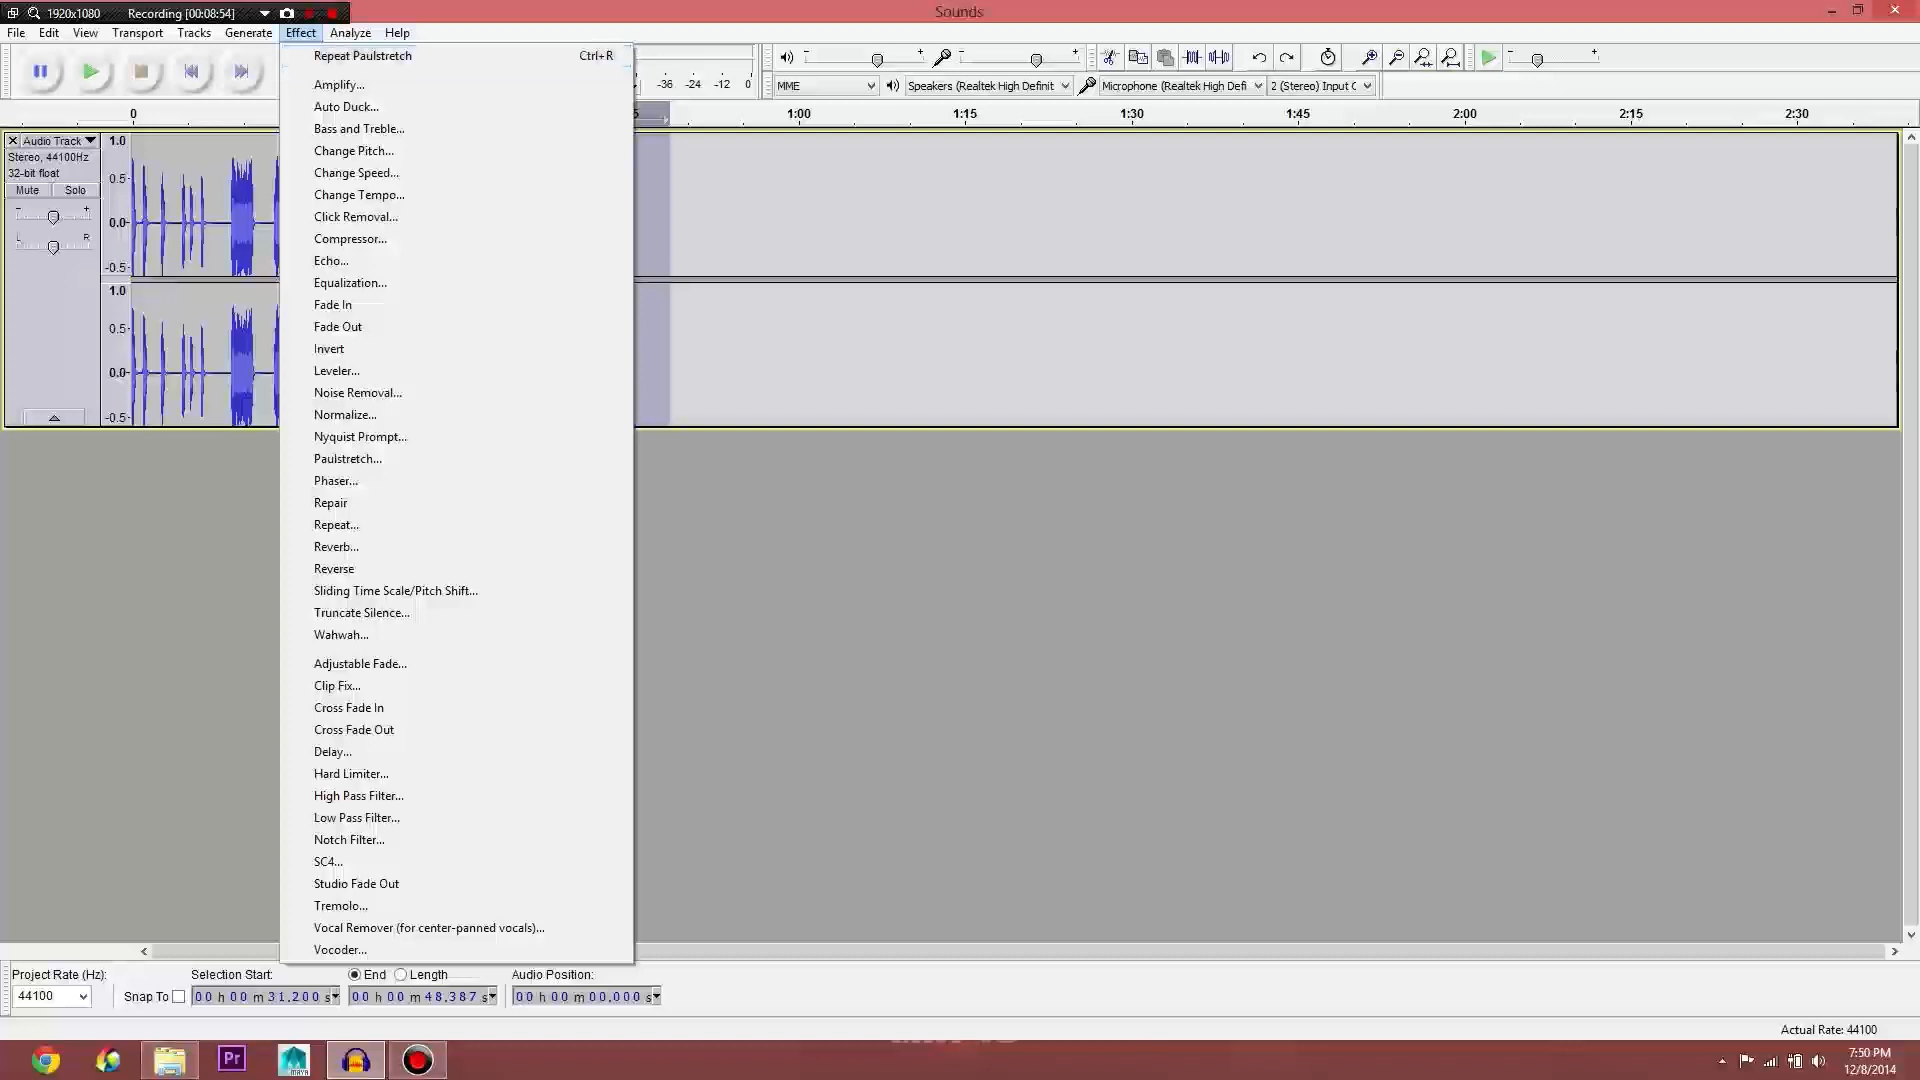 1920x1080 Recording [00:08:54] Sounds
File Edit View Transport Tracks Generate Effect Analyze Help
Repeat Paulstretch Ctrl+R
-36 -24 -12 0
MME Speakers (Realtek High Definit Microphone (Realtek High Defi 2 (Stereo) Input C
0 1:00 1:15 1:30 1:45 2:00 2:15 2:30
Audio Track
Stereo, 44100Hz
32-bit float
Mute Solo
- +
L R
1.0
0.5
0.0
-0.5
1.0
0.5
0.0
-0.5
Amplify...
Auto Duck...
Bass and Treble...
Change Pitch...
Change Speed...
Change Tempo...
Click Removal...
Compressor...
Echo...
Equalization...
Fade In
Fade Out
Invert
Leveler...
Noise Removal...
Normalize...
Nyquist Prompt...
Paulstretch...
Phaser...
Repair
Repeat...
Reverb...
Reverse
Sliding Time Scale/Pitch Shift...
Truncate Silence...
Wahwah...
Adjustable Fade...
Clip Fix...
Cross Fade In
Cross Fade Out
Delay...
Hard Limiter...
High Pass Filter...
Low Pass Filter...
Notch Filter...
SC4...
Studio Fade Out
Tremolo...
Vocal Remover (for center-panned vocals)...
Vocoder...
Project Rate (Hz): Selection Start: End Length Audio Position:
44100 Snap To 00 h 00 m 31.200 s 00 h 00 m 48.387 s 00 h 00 m 00.000 s
Actual Rate: 44100
Pr
MAYA
7:50 PM
12/8/2014